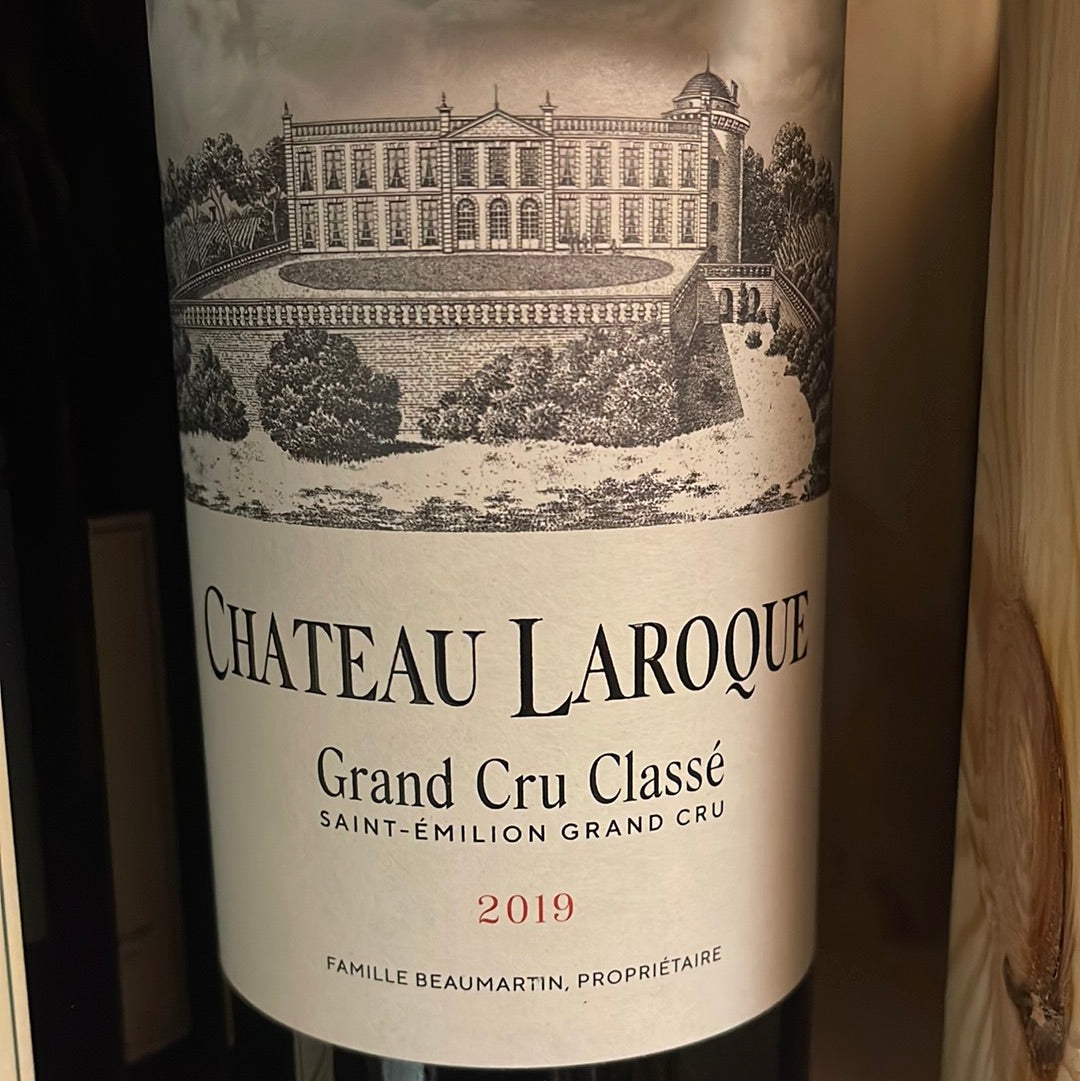 CHATEAU LAROQUE
Grand Cru Classé
SAINT-ÉMILION GRAND CRU
2019
FAMILLE BEAUMARTIN, PROPRIÉTAIRE